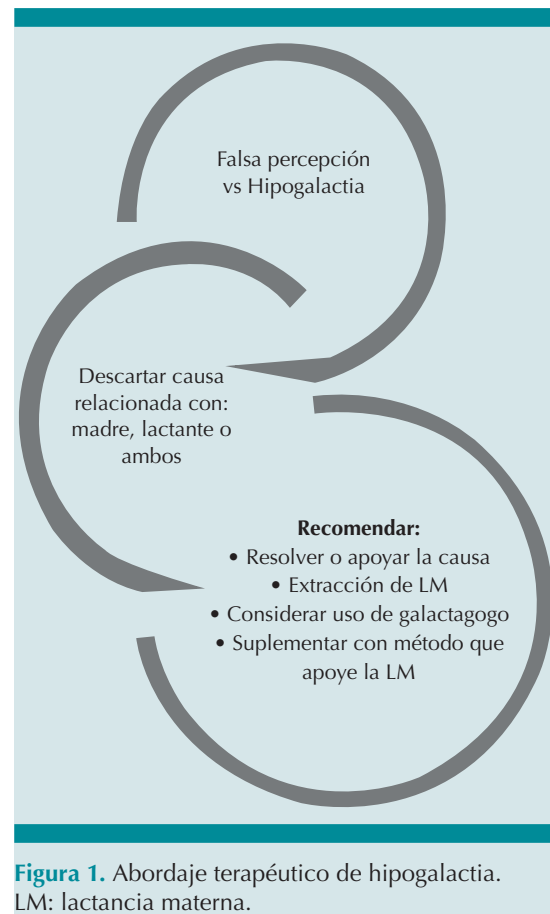 Falsa percepción
vs Hipogalactia
Descartar causa
relacionada con:
madre, lactante o
ambos
Recomendar:
• Resolver o apoyar la causa
• Extracción de LM
• Considerar uso de galactagogo
• Suplementar con método que
apoye la LM
Figura 1. Abordaje terapéutico de hipogalactia.
LM: lactancia materna.